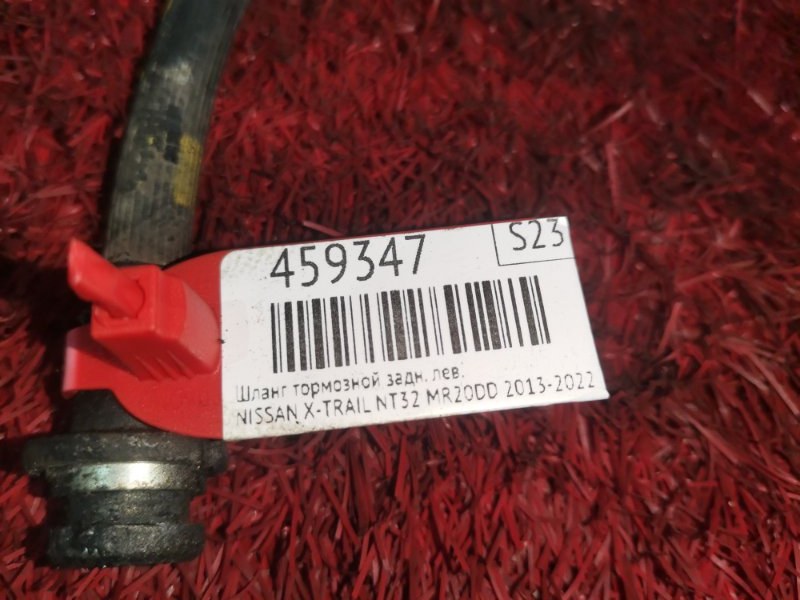 459347
S23
Шланг тормозной задн. лев.
NISSAN X-TRAIL NT32 MR20DD 2013-2022